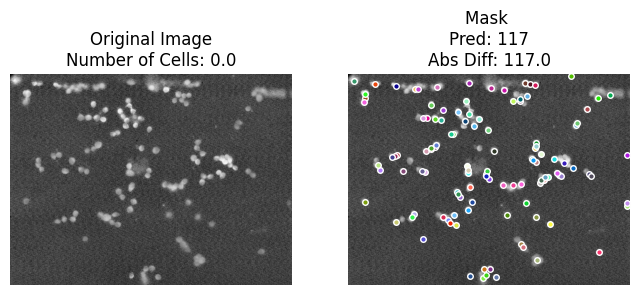 Original Image
Number of Cells: 0.0
Mask
Pred: 117
Abs Diff: 117.0